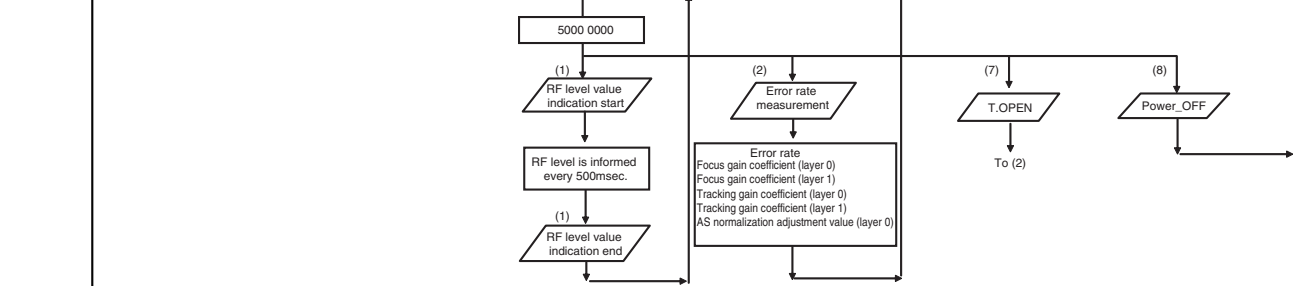 5000 0000
(1)
RF level value
indication start
RF level is informed
every 500msec.
(1)
RF level value
indication end
(2)
Error rate
measurement
Error rate
Focus gain coefficient (layer 0)
Focus gain coefficient (layer 1)
Tracking gain coefficient (layer 0)
Tracking gain coefficient (layer 1)
AS normalization adjustment value (layer 0)
(7)
T.OPEN
To (2)
(8)
Power_OFF